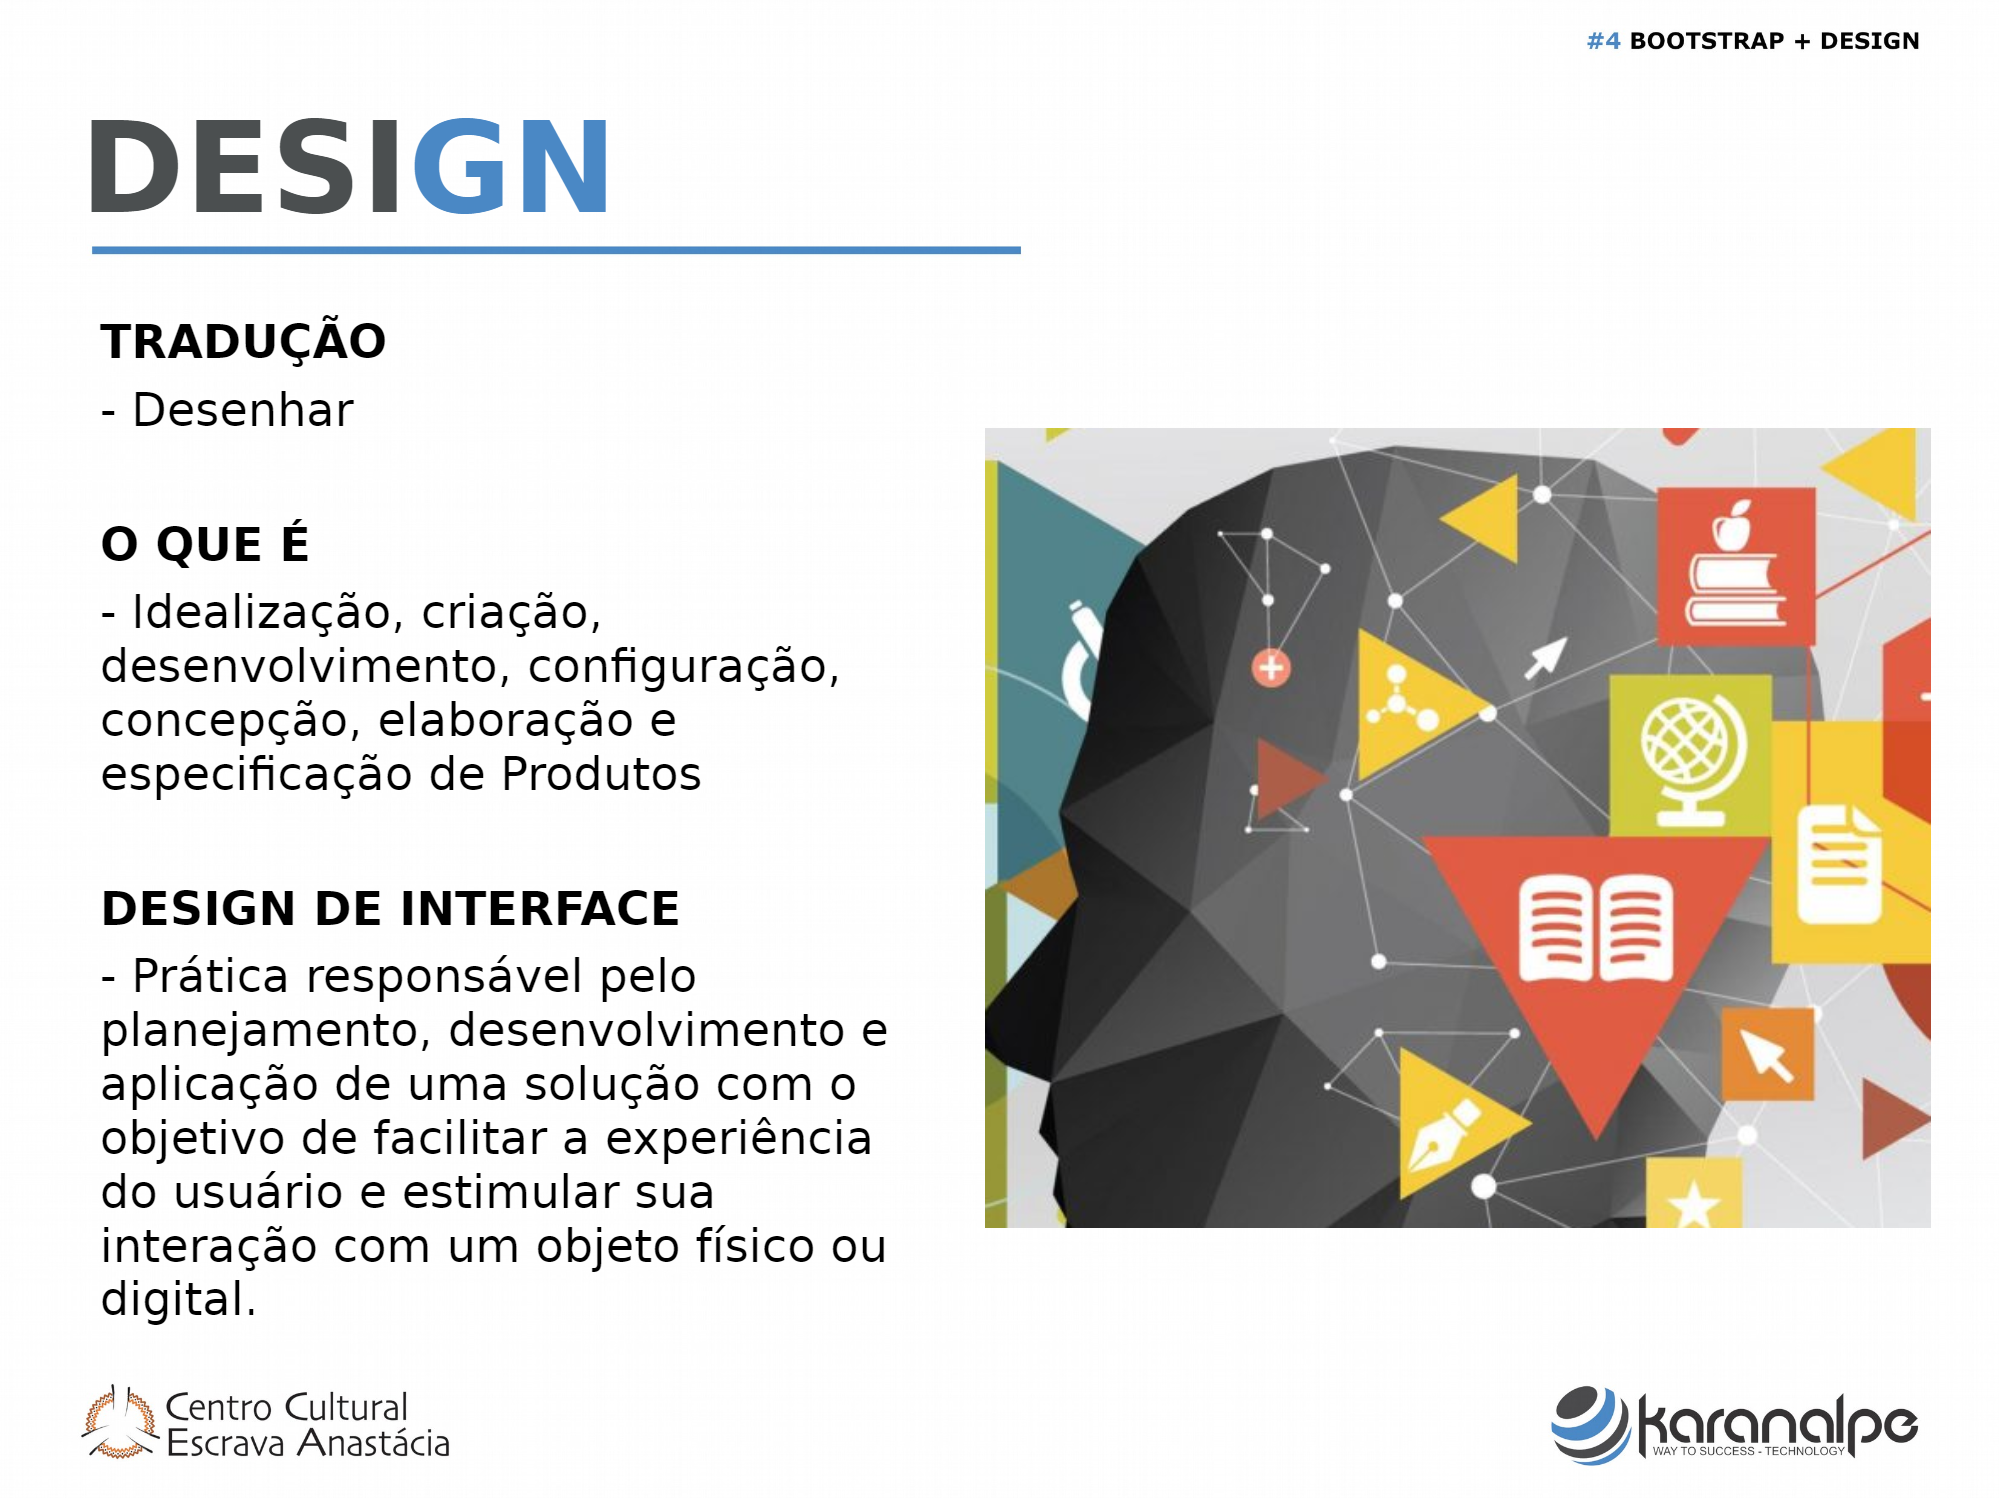 #4 BOOTSTRAP + DESIGN
DESIGN
TRADUÇÃO
- Desenhar
O QUE É
- Idealização, criação,
desenvolvimento, configuração,
concepção, elaboração e
especificação de Produtos
DESIGN DE INTERFACE
- Prática responsável pelo
planejamento, desenvolvimento e
aplicação de uma solução com o
objetivo de facilitar a experiência
do usuário e estimular sua
interação com um objeto físico ou
digital.
Centro Cultural
Escrava Anastácia
karanalpe
WAY TO SUCCESS - TECHNOLOGY